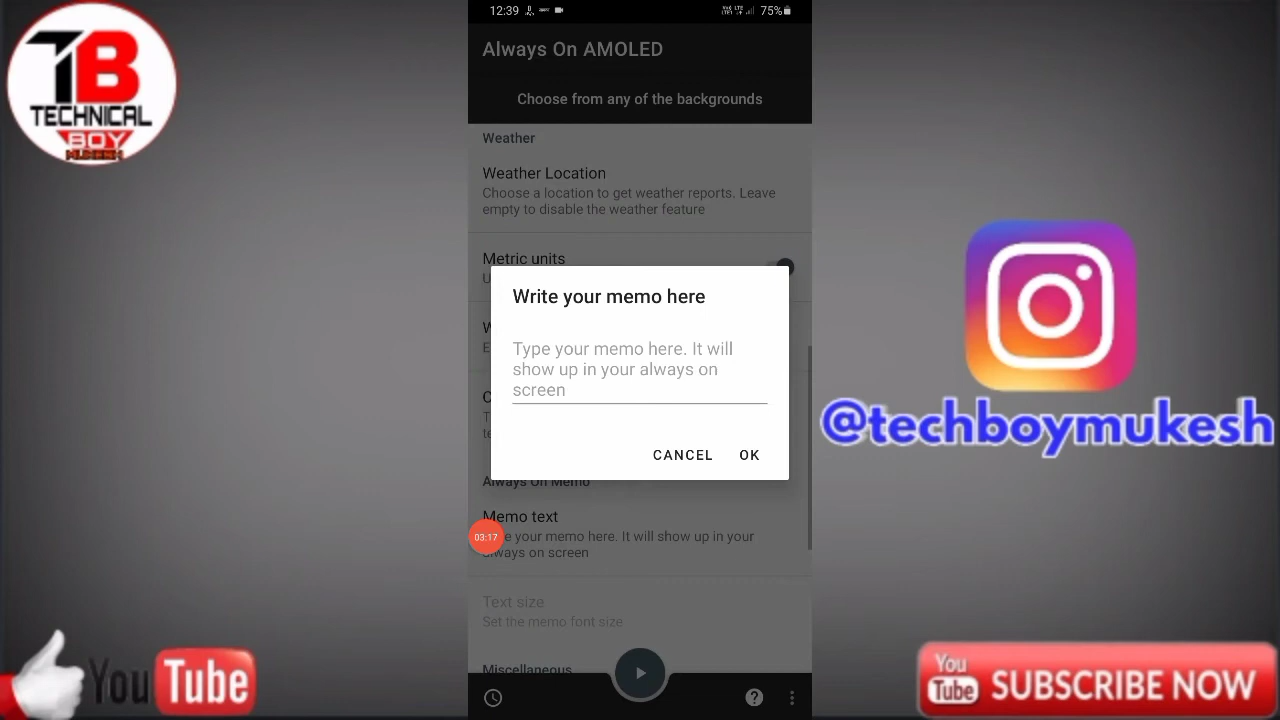 12:39
75%
Always On AMOLED
Choose from any of the backgrounds
Weather
Weather Location
Choose a location to get weather reports. Leave
empty to disable the weather feature
Metric units
Write your memo here
Type your memo here. It will
show up in your always on
screen
CANCEL
OK
Always On Memo
Memo text
your memo here. It will show up in your
always on screen
03:17
Text size
Set the memo font size
Miscellaneous
TB
TECHNICAL
BOY
MUKESH
@techboymukesh
You Tube
You
Tube
SUBSCRIBE NOW